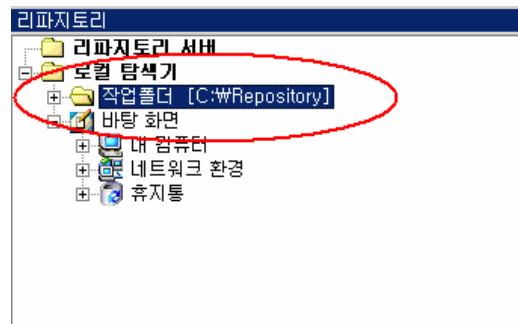 리파지토리
리파지토리 서버
로컬 탐색기
작업폴더 [C:₩Repository]
바탕 화면
내 컴퓨터
네트워크 환경
휴지통